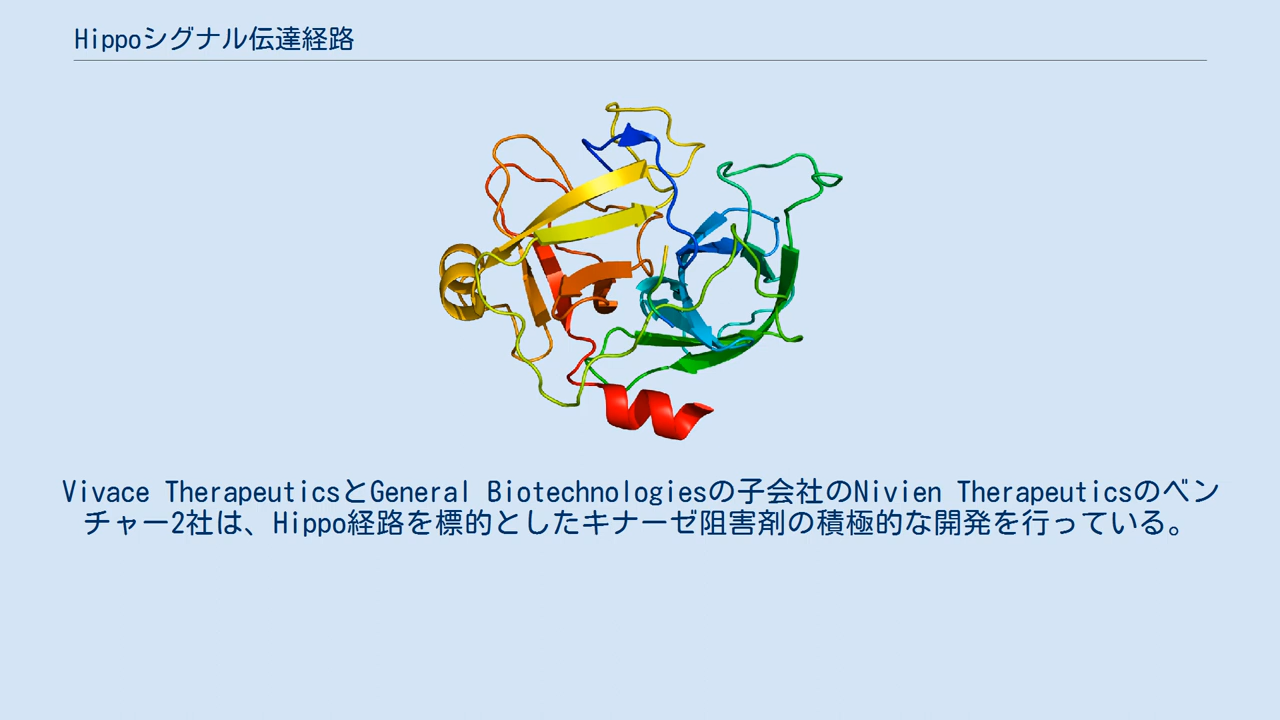 Hippoシグナル伝達経路
Vivace TherapeuticsとGeneral Biotechnologiesの子会社のNivien Therapeuticsのベン
チャー2社は、Hippo経路を標的としたキナーゼ阻害剤の積極的な開発を行っている。